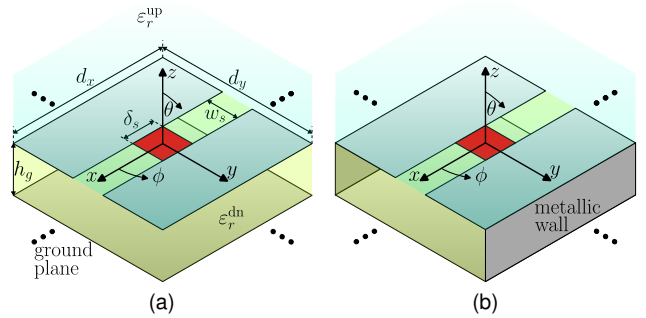 ε_r^up
d_x
z
d_y
θ
δ_s
w_s
h_g
x
ϕ
y
ε_r^dn
ground
plane
(a)
z
θ
x
ϕ
y
metallic
wall
(b)